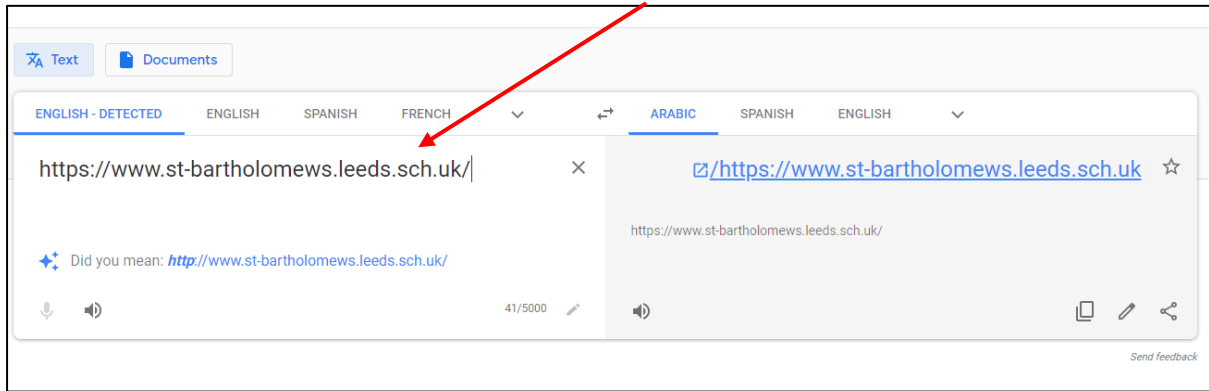 Text
Documents
ENGLISH - DETECTED ENGLISH SPANISH FRENCH
ARABIC SPANISH ENGLISH
https://www.st-bartholomews.leeds.sch.uk/
/https://www.st-bartholomews.leeds.sch.uk
https://www.st-bartholomews.leeds.sch.uk/
Did you mean: http://www.st-bartholomews.leeds.sch.uk/
41/5000
Send feedback